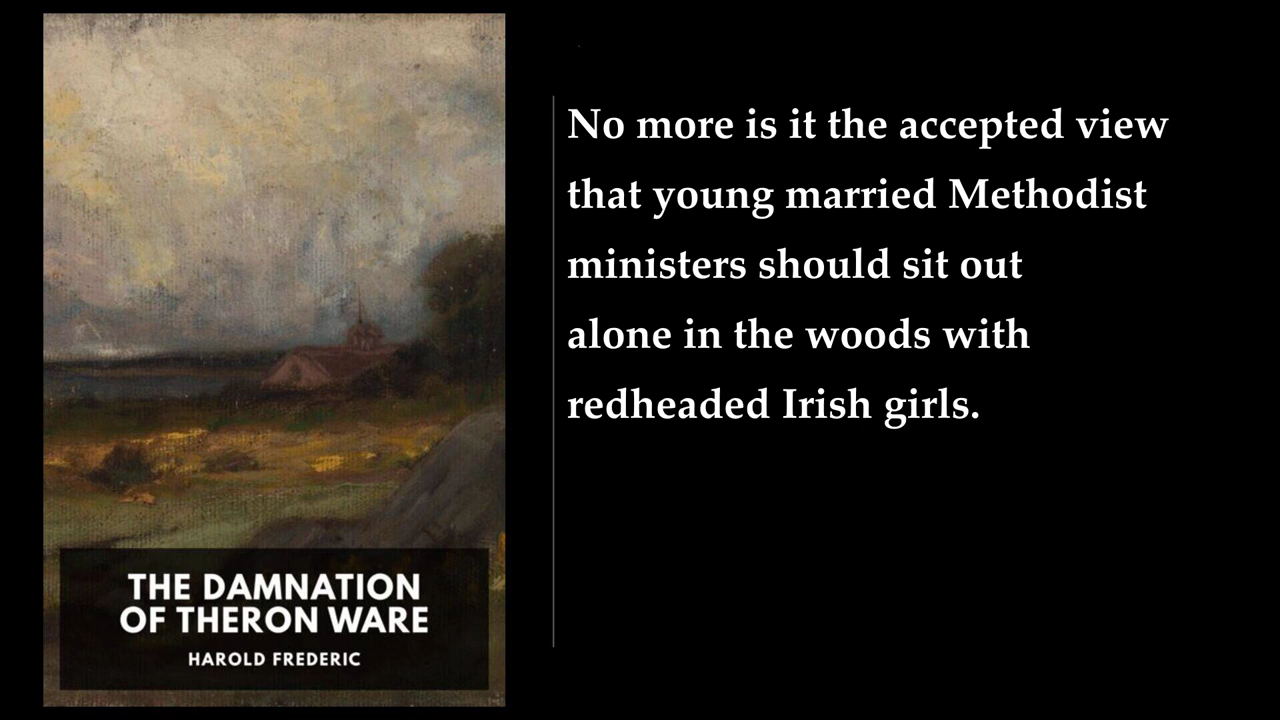 No more is it the accepted view
that young married Methodist
ministers should sit out
alone in the woods with
redheaded Irish girls.
THE DAMNATION
OF THERON WARE
HAROLD FREDERIC